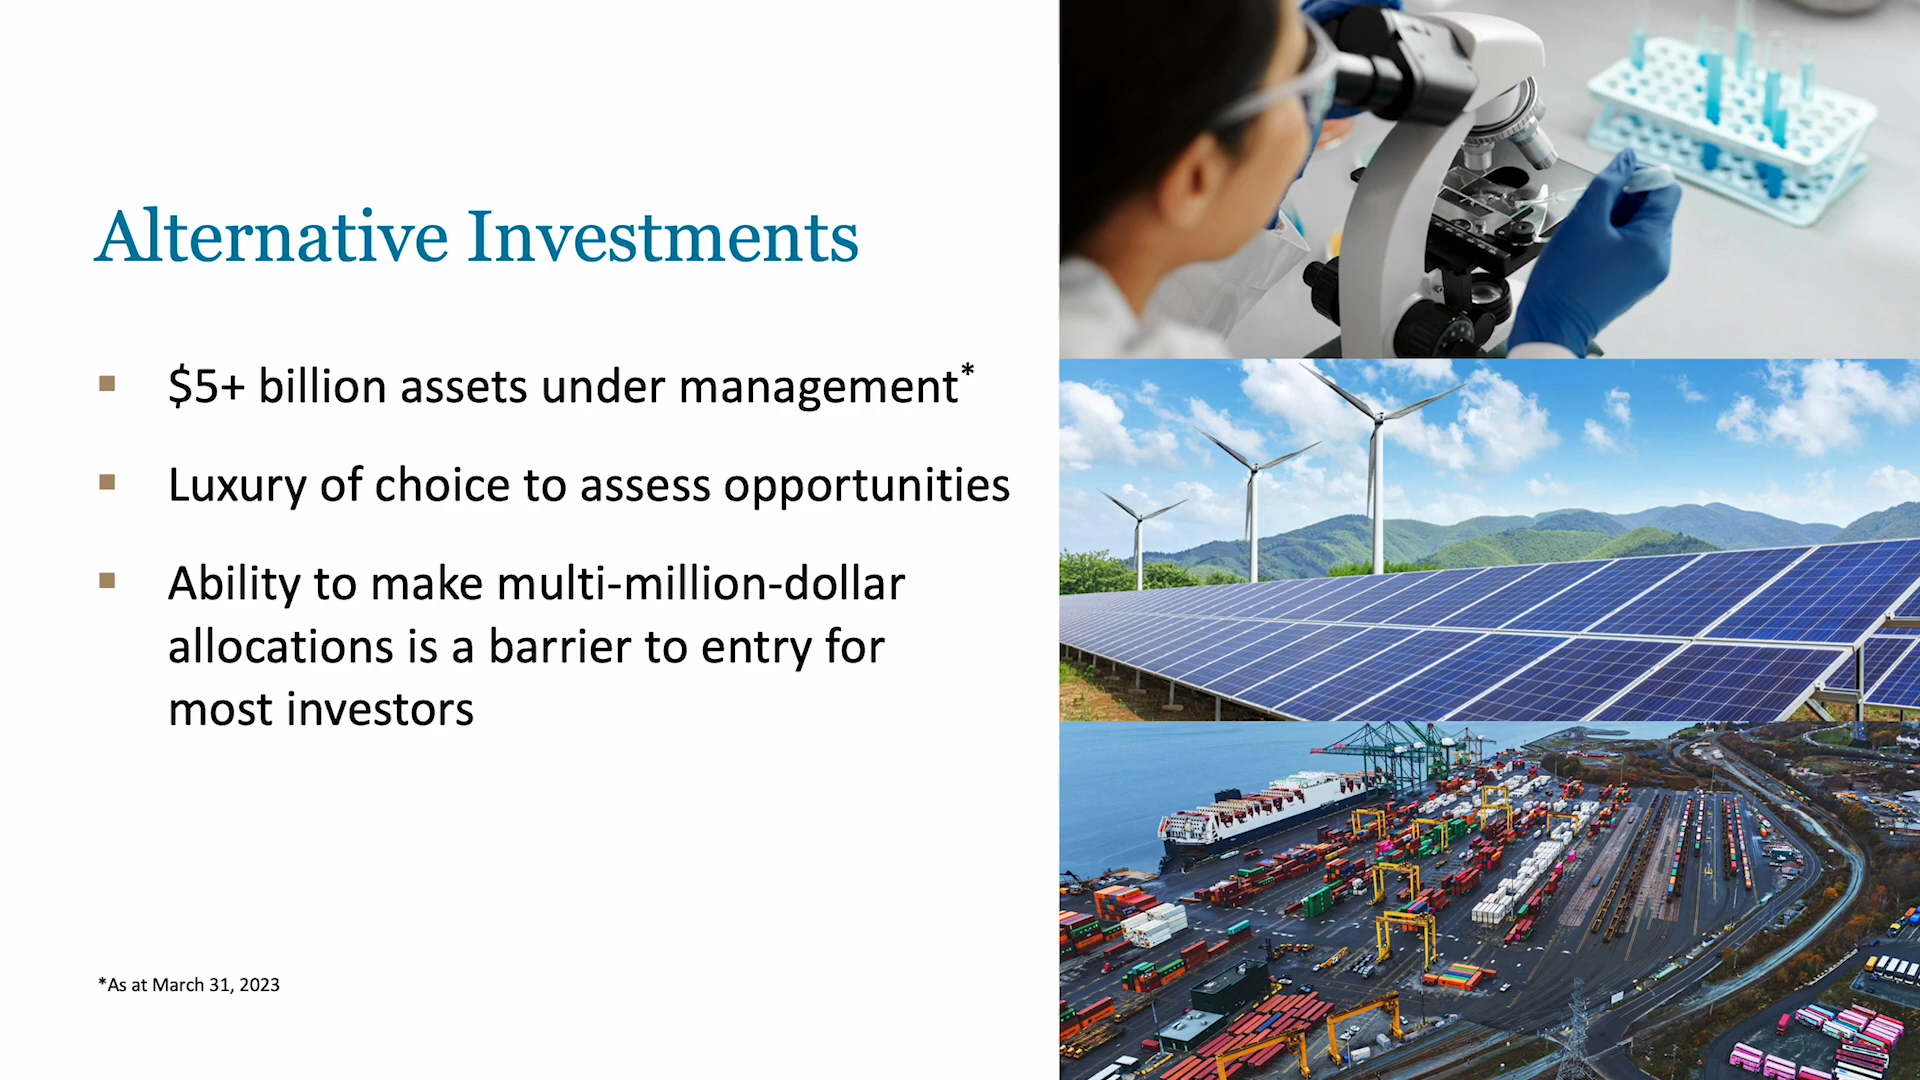 Alternative Investments
$5+ billion assets under management*
Luxury of choice to assess opportunities
Ability to make multi-million-dollar
allocations is a barrier to entry for
most investors
*As at March 31, 2023